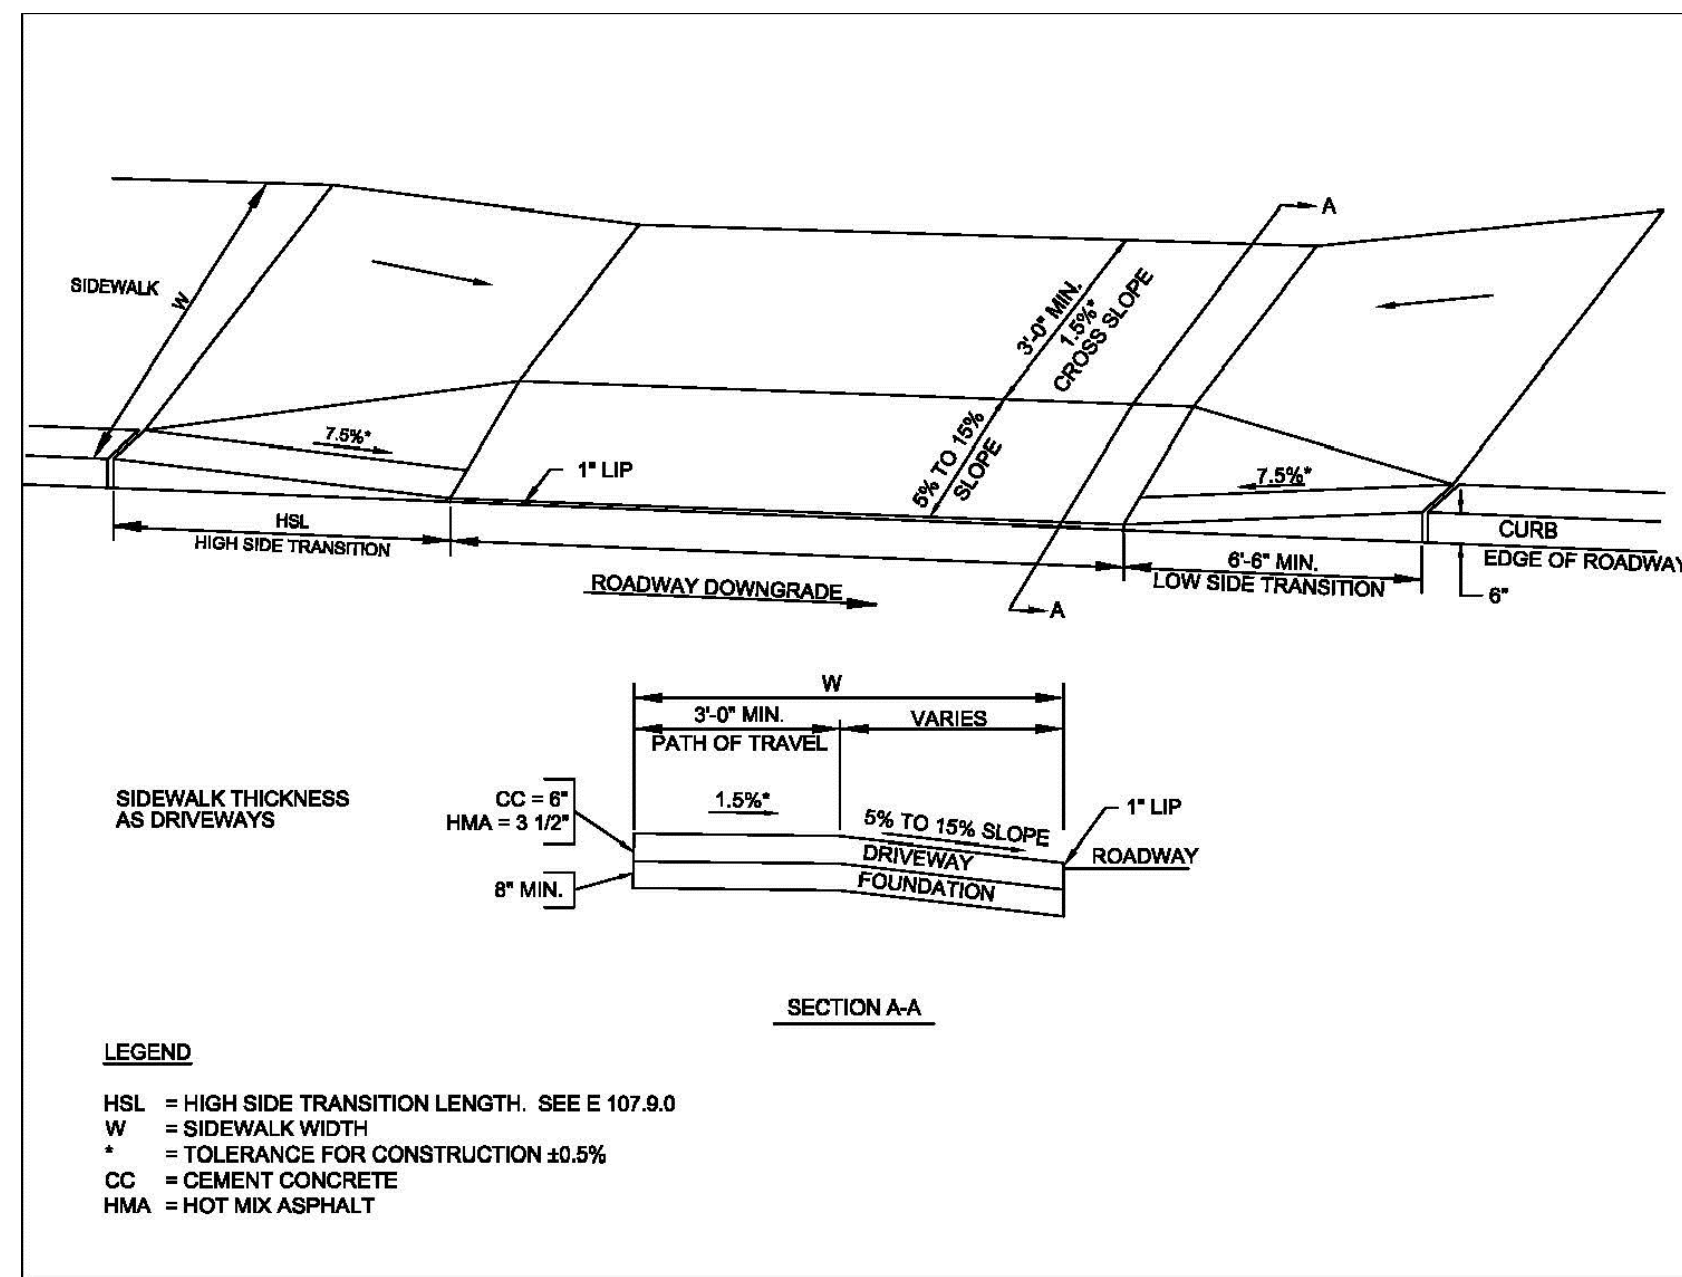 A
SIDEWALK
W
3'-0" MIN.
1.5%*
CROSS SLOPE
7.5%*
5% TO 15%
SLOPE
1" LIP
7.5%*
HSL
HIGH SIDE TRANSITION
CURB
EDGE OF ROADWAY
6'-6" MIN.
LOW SIDE TRANSITION
ROADWAY DOWNGRADE
6"
A
W
3'-0" MIN.
VARIES
PATH OF TRAVEL
SIDEWALK THICKNESS
AS DRIVEWAYS
CC = 6"
HMA = 3 1/2"
1.5%*
5% TO 15% SLOPE
1" LIP
DRIVEWAY
ROADWAY
FOUNDATION
8" MIN.
SECTION A-A
LEGEND
HSL = HIGH SIDE TRANSITION LENGTH. SEE E 107.9.0
W = SIDEWALK WIDTH
* = TOLERANCE FOR CONSTRUCTION ±0.5%
CC = CEMENT CONCRETE
HMA = HOT MIX ASPHALT